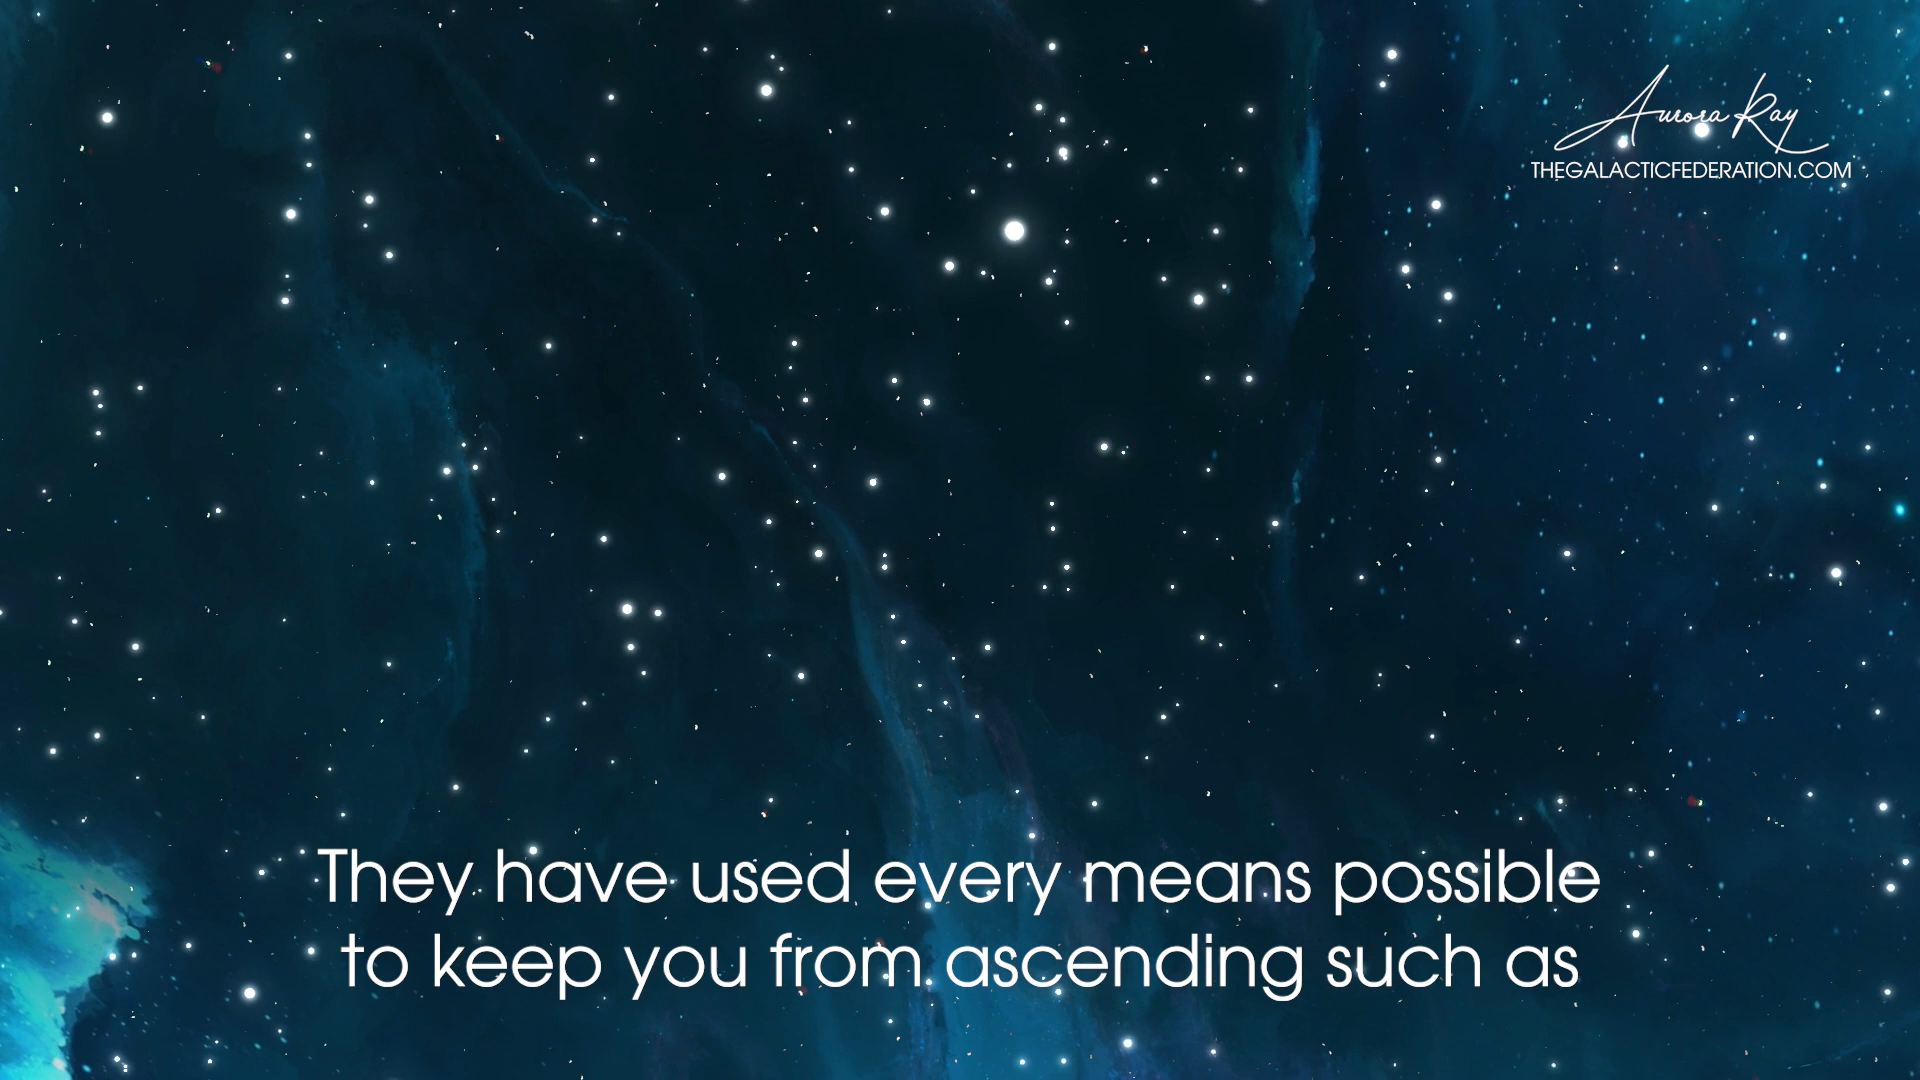 Aurora Ray
THEGALACTICFEDERATION.COM
They have used every means possible
to keep you from ascending such as